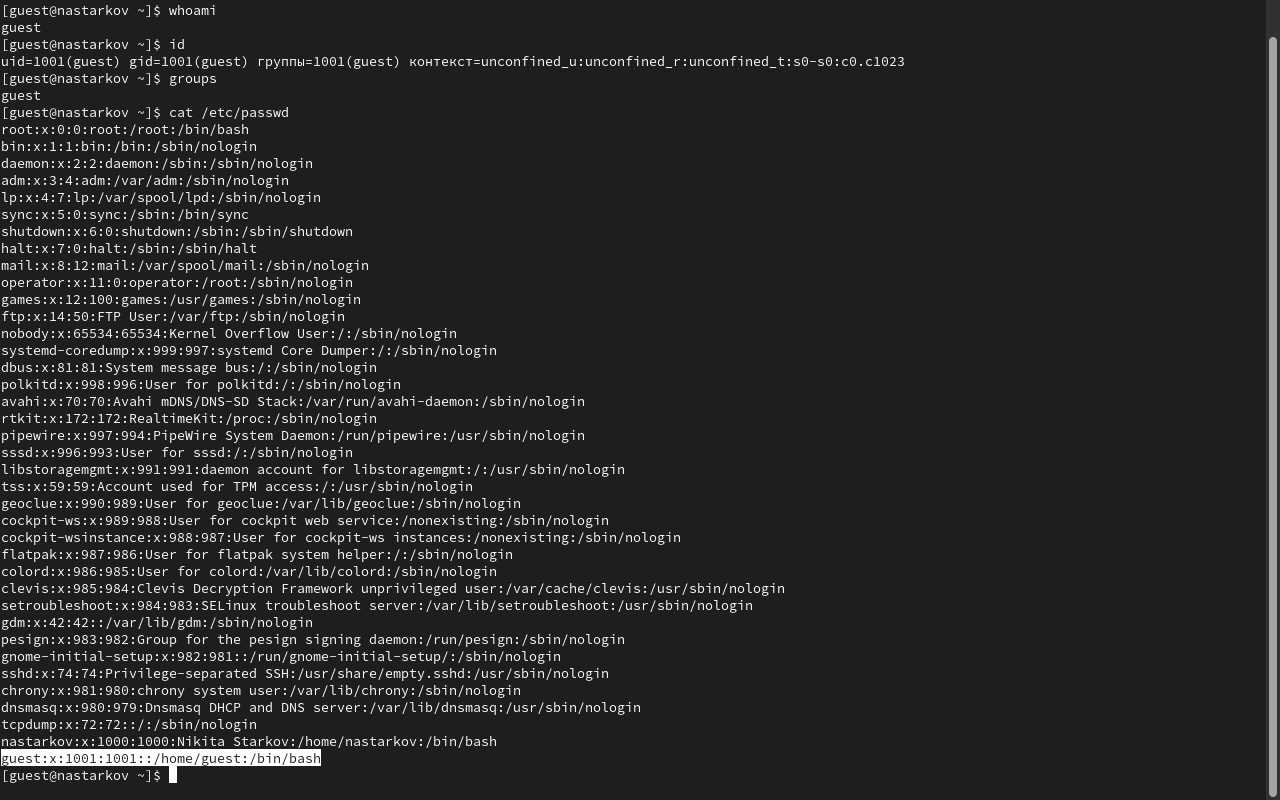 [guest@nastarkov ~]$ whoami
guest
[guest@nastarkov ~]$ id
uid=1001(guest) gid=1001(guest) группы=1001(guest) контекст=unconfined_u:unconfined_r:unconfined_t:s0-s0:c0.c1023
[guest@nastarkov ~]$ groups
guest
[guest@nastarkov ~]$ cat /etc/passwd
root:x:0:0:root:/root:/bin/bash
bin:x:1:1:bin:/bin:/sbin/nologin
daemon:x:2:2:daemon:/sbin:/sbin/nologin
adm:x:3:4:adm:/var/adm:/sbin/nologin
lp:x:4:7:lp:/var/spool/lpd:/sbin/nologin
sync:x:5:0:sync:/sbin:/bin/sync
shutdown:x:6:0:shutdown:/sbin:/sbin/shutdown
halt:x:7:0:halt:/sbin:/sbin/halt
mail:x:8:12:mail:/var/spool/mail:/sbin/nologin
operator:x:11:0:operator:/root:/sbin/nologin
games:x:12:100:games:/usr/games:/sbin/nologin
ftp:x:14:50:FTP User:/var/ftp:/sbin/nologin
nobody:x:65534:65534:Kernel Overflow User:/:/sbin/nologin
systemd-coredump:x:999:997:systemd Core Dumper:/:/sbin/nologin
dbus:x:81:81:System message bus:/:/sbin/nologin
polkitd:x:998:996:User for polkitd:/:/sbin/nologin
avahi:x:70:70:Avahi mDNS/DNS-SD Stack:/var/run/avahi-daemon:/sbin/nologin
rtkit:x:172:172:RealtimeKit:/proc:/sbin/nologin
pipewire:x:997:994:PipeWire System Daemon:/run/pipewire:/usr/sbin/nologin
sssd:x:996:993:User for sssd:/:/sbin/nologin
libstoragemgmt:x:991:991:daemon account for libstoragemgmt:/:/usr/sbin/nologin
tss:x:59:59:Account used for TPM access:/:/usr/sbin/nologin
geoclue:x:990:989:User for geoclue:/var/lib/geoclue:/sbin/nologin
cockpit-ws:x:989:988:User for cockpit web service:/nonexisting:/sbin/nologin
cockpit-wsinstance:x:988:987:User for cockpit-ws instances:/nonexisting:/sbin/nologin
flatpak:x:987:986:User for flatpak system helper:/:/sbin/nologin
colord:x:986:985:User for colord:/var/lib/colord:/sbin/nologin
clevis:x:985:984:Clevis Decryption Framework unprivileged user:/var/cache/clevis:/usr/sbin/nologin
setroubleshoot:x:984:983:SELinux troubleshoot server:/var/lib/setroubleshoot:/usr/sbin/nologin
gdm:x:42:42::/var/lib/gdm:/sbin/nologin
pesign:x:983:982:Group for the pesign signing daemon:/run/pesign:/sbin/nologin
gnome-initial-setup:x:982:981::/run/gnome-initial-setup/:/sbin/nologin
sshd:x:74:74:Privilege-separated SSH:/usr/share/empty.sshd:/usr/sbin/nologin
chrony:x:981:980:chrony system user:/var/lib/chrony:/sbin/nologin
dnsmasq:x:980:979:Dnsmasq DHCP and DNS server:/var/lib/dnsmasq:/usr/sbin/nologin
tcpdump:x:72:72::/:/sbin/nologin
nastarkov:x:1000:1000:Nikita Starkov:/home/nastarkov:/bin/bash
guest:x:1001:1001::/home/guest:/bin/bash
[guest@nastarkov ~]$